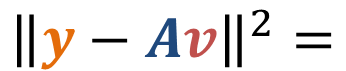 ‖y − Av‖² =